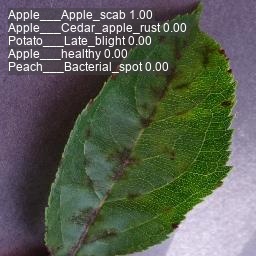 Apple___Apple_scab 1.00
Apple___Cedar_apple_rust 0.00
Potato___Late_blight 0.00
Apple___healthy 0.00
Peach___Bacterial_spot 0.00